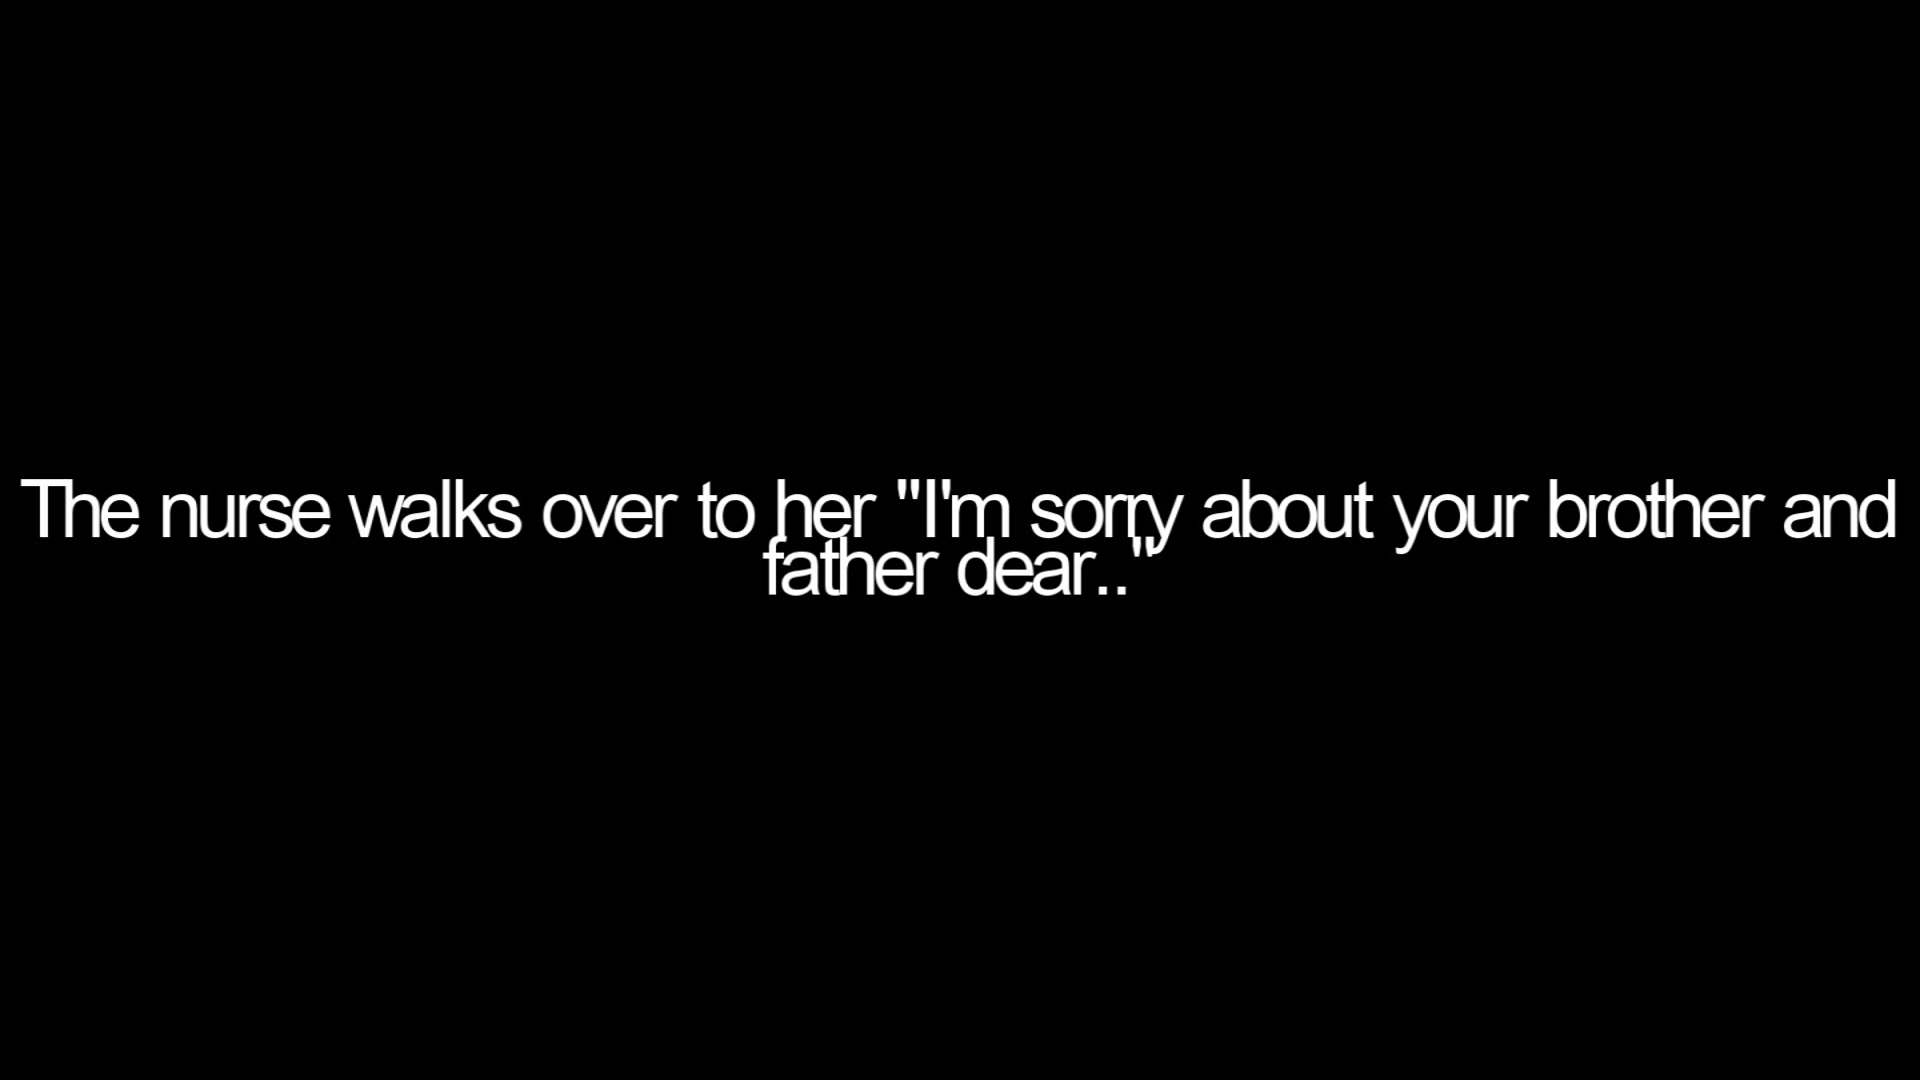 The nurse walks over to her "I'm sorry about your brother and
father dear.."